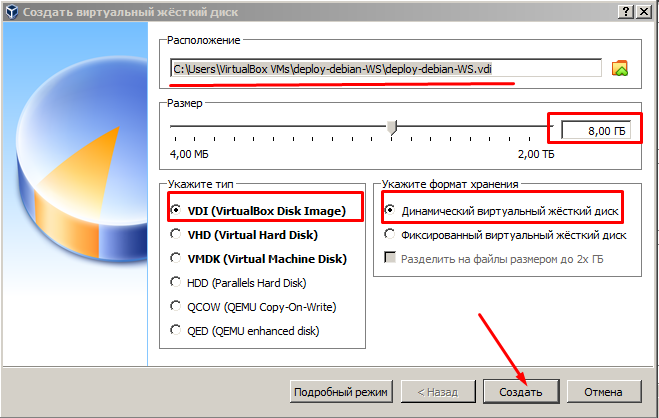 Создать виртуальный жёсткий диск
Расположение
C:\Users\VirtualBox VMs\deploy-debian-WS\deploy-debian-WS.vdi
Размер
8,00 ГБ
4,00 МБ 2,00 ТБ
Укажите тип
VDI (VirtualBox Disk Image)
VHD (Virtual Hard Disk)
VMDK (Virtual Machine Disk)
HDD (Parallels Hard Disk)
QCOW (QEMU Copy-On-Write)
QED (QEMU enhanced disk)
Укажите формат хранения
Динамический виртуальный жёсткий диск
Фиксированный виртуальный жёсткий диск
Разделить на файлы размером до 2х ГБ
Подробный режим < Назад Создать Отмена